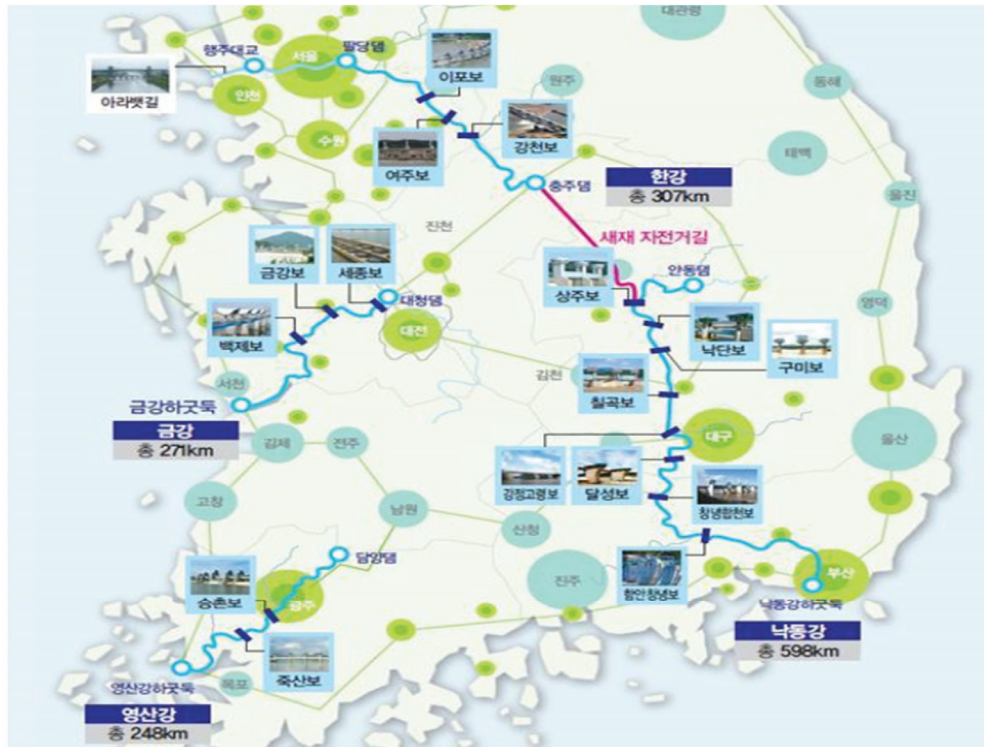 대관령
행주대교
서울
팔당댐
이포보
원주
동해
아라뱃길
인천
수원
여주보
강천보
태백
충주댐
한강
총 307km
울진
진천
새재 자전거길
금강보
세종보
대청댐
상주보
안동댐
영덕
백제보
대전
낙단보
구미보
서천
김천
칠곡보
금강하굿둑
금강
총 271km
김제
전주
대구
울산
강정고령보
달성보
창녕합천보
고창
남원
산청
담양댐
승촌보
광주
진주
함안창녕보
부산
낙동강하굿둑
낙동강
총 598km
죽산보
영산강하굿둑
목포
영산강
총 248km